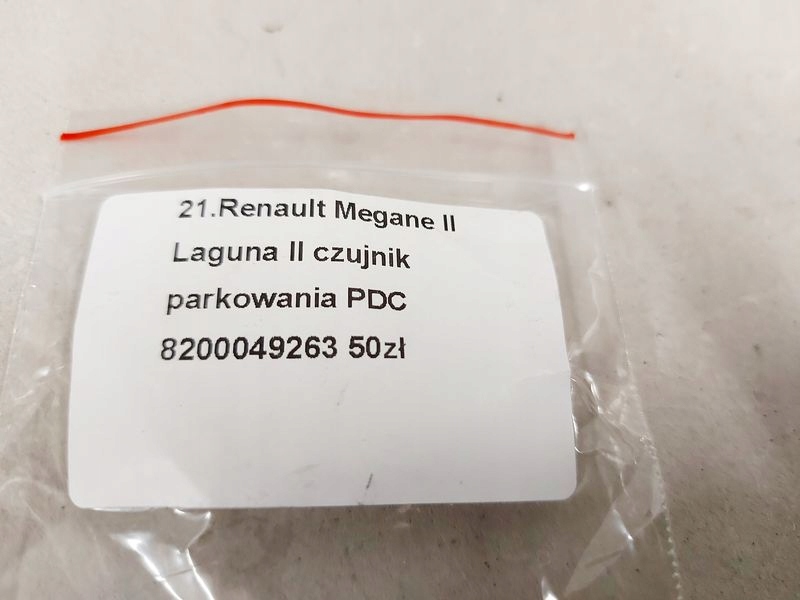 21.Renault Megane II
Laguna II czujnik
parkowania PDC
8200049263 50zł